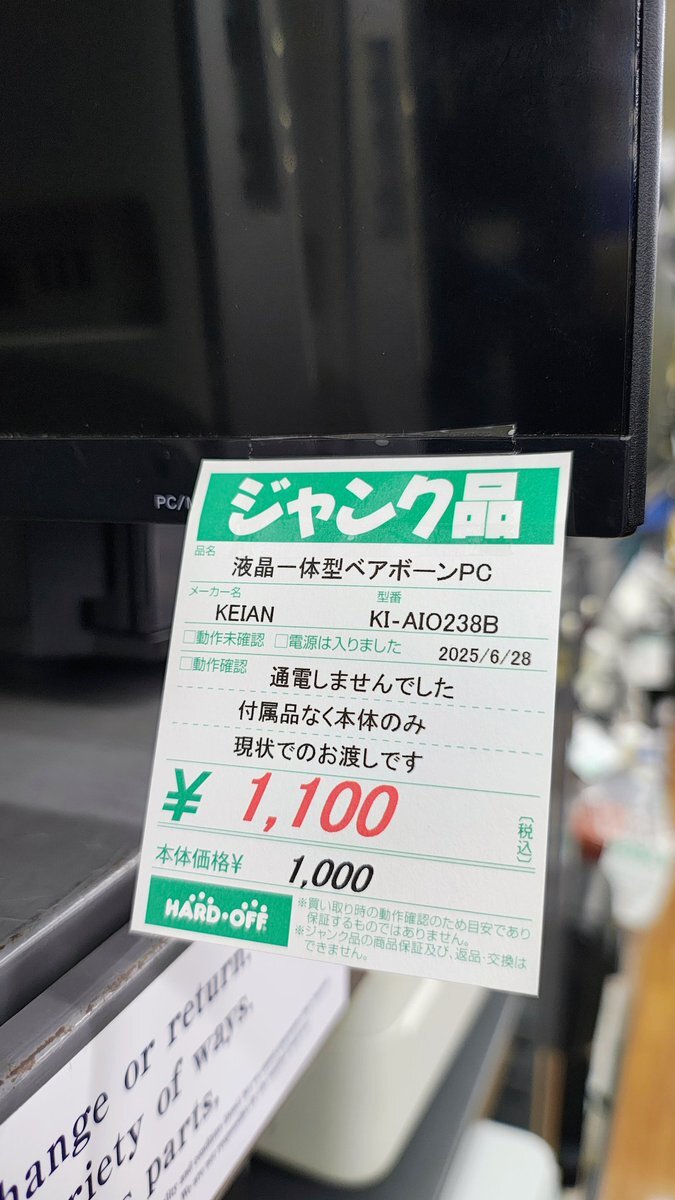 PC/M
ジャンク品
品名
液晶一体型ベアボーンPC
メーカー名 型番
KEIAN KI-AIO238B
□動作未確認 □電源は入りました 2025/6/28
□動作確認 通電しませんでした
付属品なく本体のみ
現状でのお渡しです
¥ 1,100 〔税込〕
本体価格¥ 1,000
HARD・OFF
※買い取り時の動作確認のため目安であり
保証するものではありません。
※ジャンク品の商品保証及び、返品・交換は
できません。
hange or return,
riety of ways.
parts,